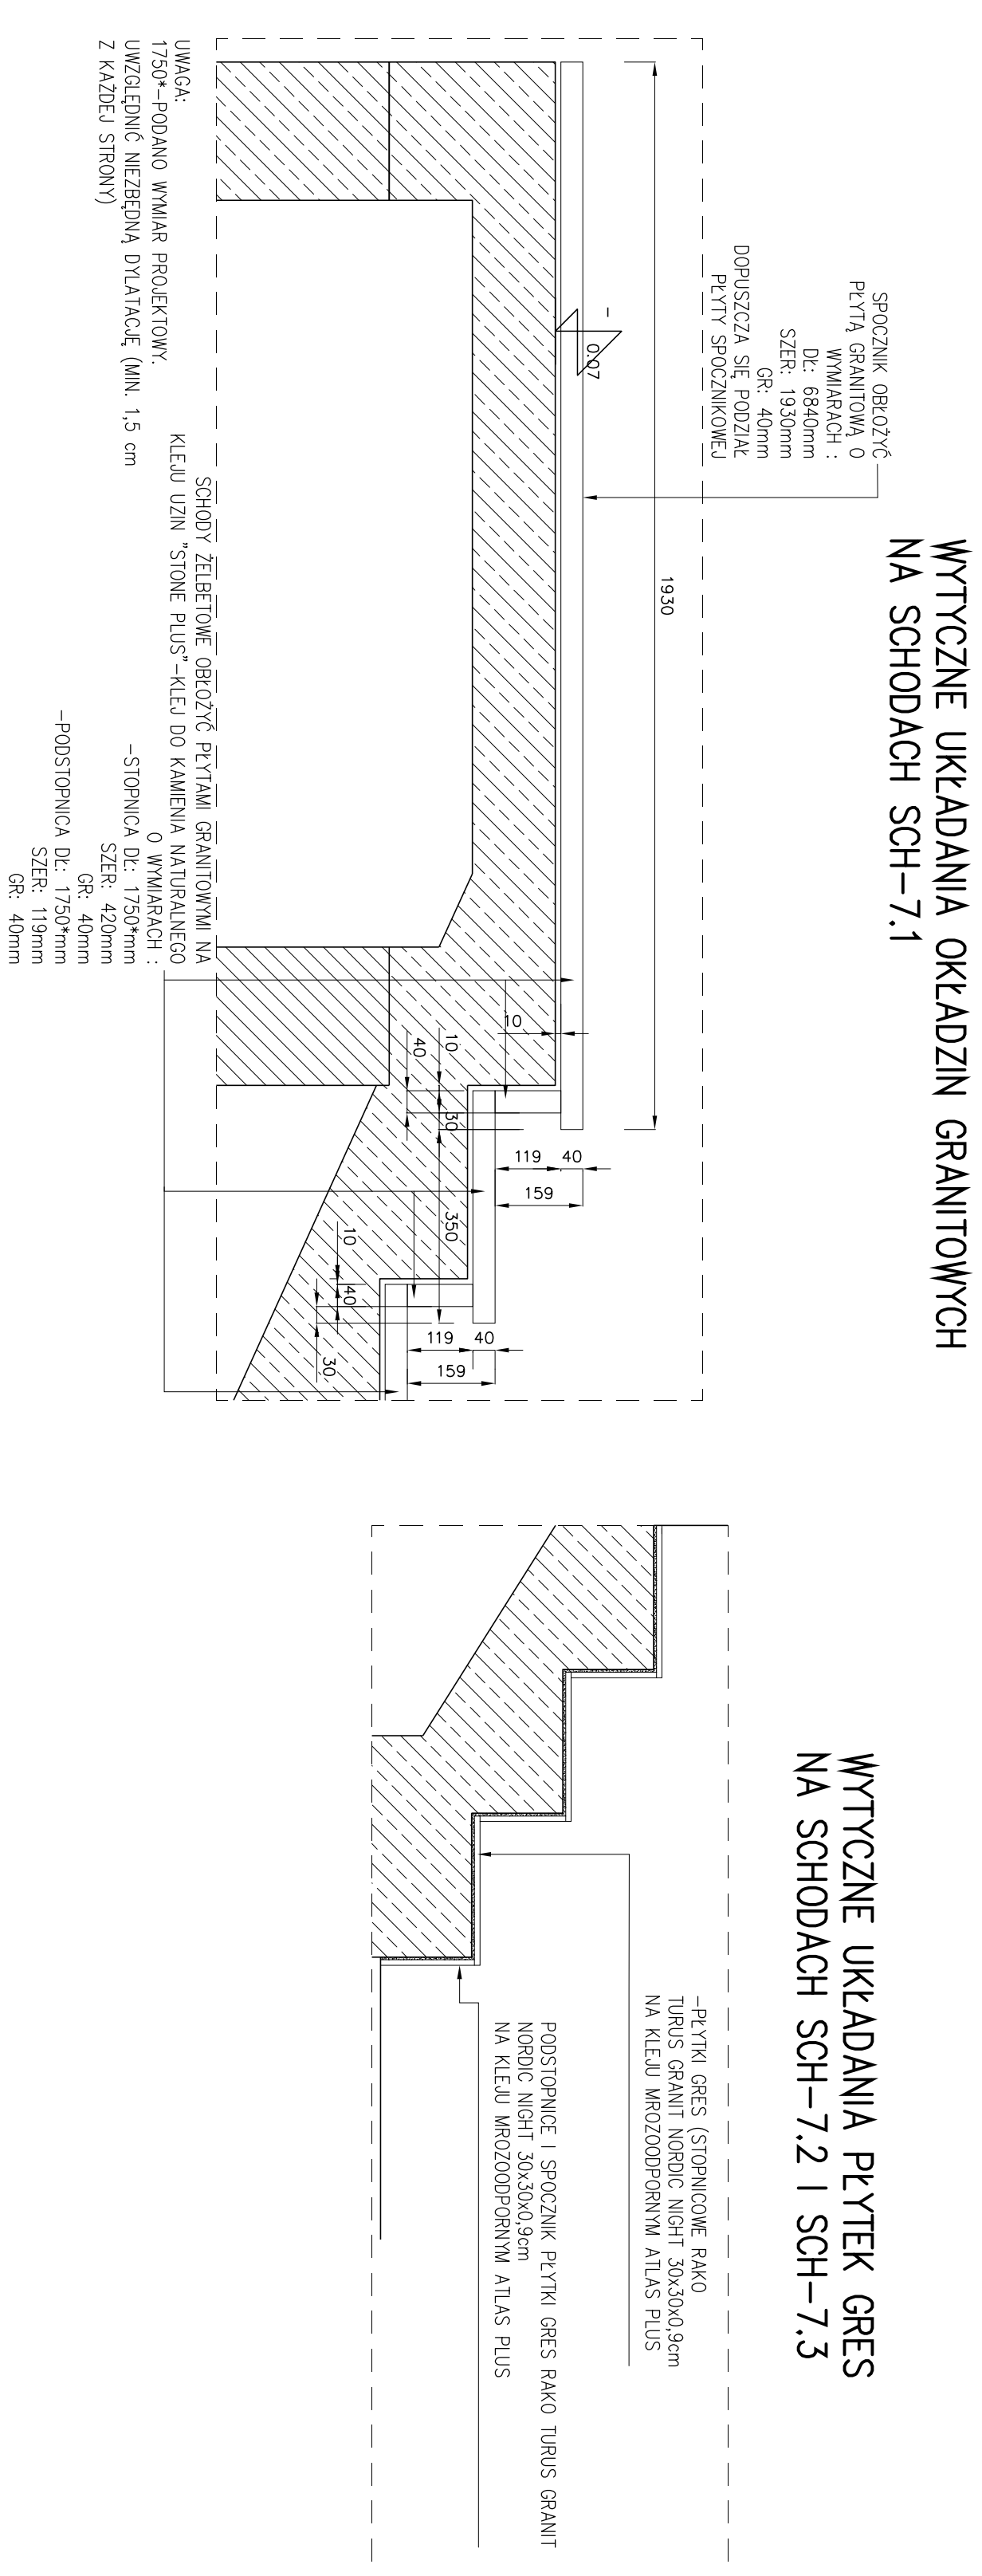 WYTYCZNE UKŁADANIA OKŁADZIN GRANITOWYCH
NA SCHODACH SCH-7.1
SPOCZNIK OBŁOŻYĆ
PŁYTĄ GRANITOWĄ O
WYMIARACH :
DŁ: 6840mm
SZER: 1930mm
GR: 40mm
DOPUSZCZA SIĘ PODZIAŁ
PŁYTY SPOCZNIKOWEJ
1930
- 0.07
10
40
119
159
10
30
40
350
40
119
159
10
40
30
SCHODY ŻELBETOWE OBŁOŻYĆ PŁYTAMI GRANITOWYMI NA
KLEJU UZIN "STONE PLUS"-KLEJ DO KAMIENIA NATURALNEGO
O WYMIARACH :
-STOPNICA DŁ: 1750*mm
SZER: 420mm
GR: 40mm
-PODSTOPNICA DŁ: 1750*mm
SZER: 119mm
GR: 40mm
UWAGA:
1750*-PODANO WYMIAR PROJEKTOWY.
UWZGLĘDNIĆ NIEZBĘDNĄ DYLATACJĘ (MIN. 1,5 cm
Z KAŻDEJ STRONY)
WYTYCZNE UKŁADANIA PŁYTEK GRES
NA SCHODACH SCH-7.2 I SCH-7.3
-PŁYTKI GRES (STOPNICOWE RAKO
TURUS GRANIT NORDIC NIGHT 30x30x0,9cm
NA KLEJU MROZOODPORNYM ATLAS PLUS
PODSTOPNICE I SPOCZNIK PŁYTKI GRES RAKO TURUS GRANIT
NORDIC NIGHT 30x30x0,9cm
NA KLEJU MROZOODPORNYM ATLAS PLUS